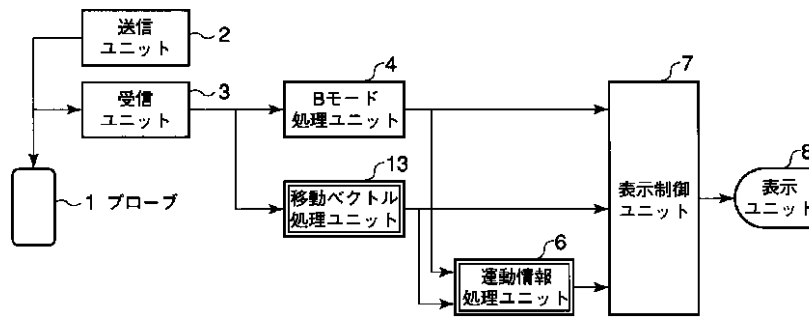 送信
ユニット
2
受信
ユニット
3
1 プローブ
4
Bモード
処理ユニット
13
移動ベクトル
処理ユニット
6
運動情報
処理ユニット
7
表示制御
ユニット
8
表示
ユニット